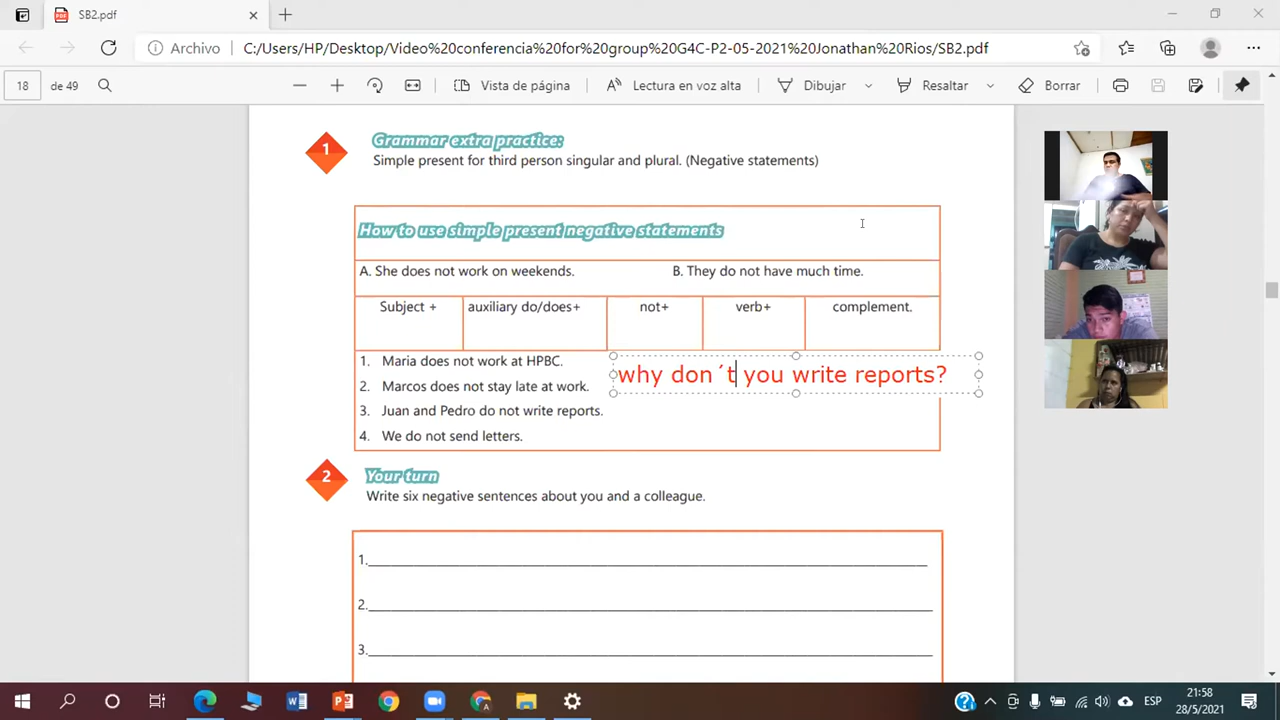 SB2.pdf
Archivo
C:/Users/HP/Desktop/Video%20conferencia%20for%20group%20G4C-P2-05-2021%20Jonathan%20Rios/SB2.pdf
18 de 49
Vista de página
Lectura en voz alta
Dibujar
Resaltar
Borrar
1
Grammar extra practice:
Simple present for third person singular and plural. (Negative statements)
How to use simple present negative statements
A. She does not work on weekends.
B. They do not have much time.
Subject +
auxiliary do/does+
not+
verb+
complement.
1. Maria does not work at HPBC.
why don´t you write reports?
2. Marcos does not stay late at work.
3. Juan and Pedro do not write reports.
4. We do not send letters.
2
Your turn
Write six negative sentences about you and a colleague.
1.
2.
3.
ESP
21:58
28/5/2021